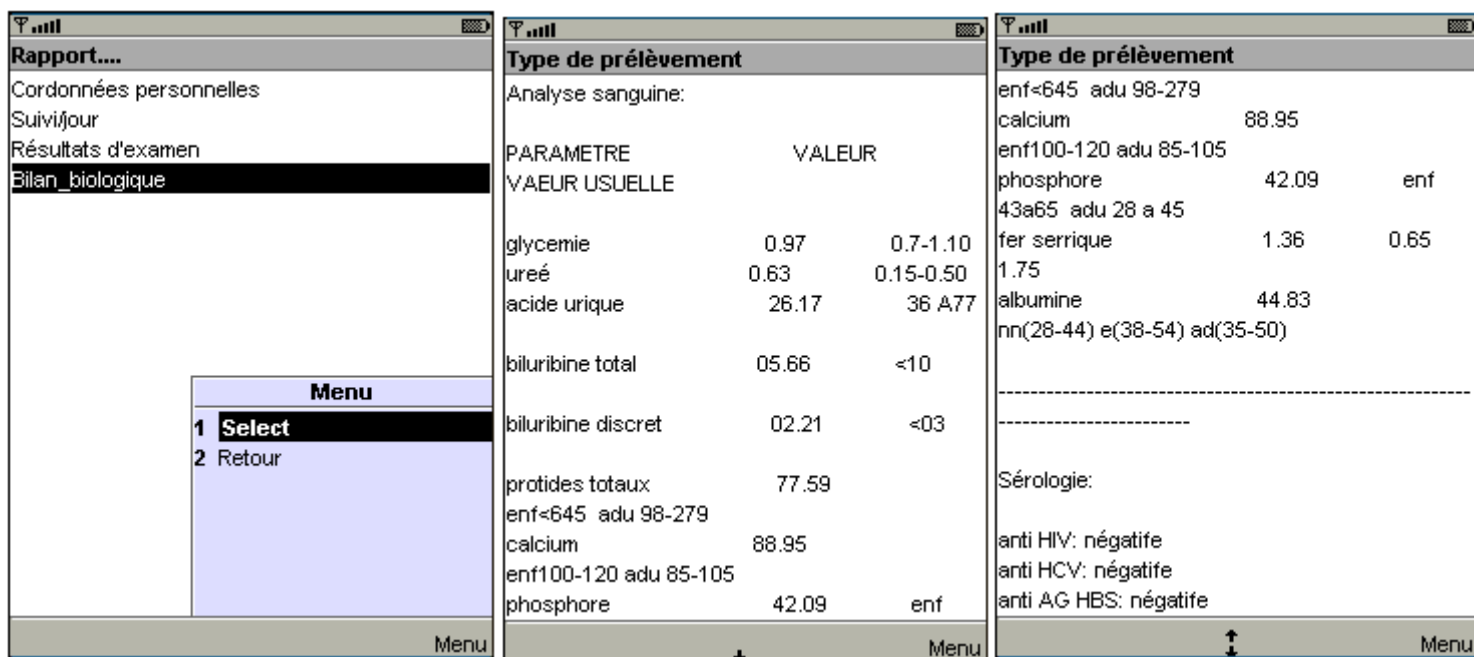 Rapport....
Cordonnées personnelles
Suivi/jour
Résultats d'examen
Bilan_biologique
Menu
1 Select
2 Retour
Menu
Type de prélèvement
Analyse sanguine:
PARAMETRE VALEUR
VAEUR USUELLE
glycemie 0.97 0.7-1.10
ureé 0.63 0.15-0.50
acide urique 26.17 36 A77
biluribine total 05.66 <10
biluribine discret 02.21 <03
protides totaux 77.59
enf<645 adu 98-279
calcium 88.95
enf100-120 adu 85-105
phosphore 42.09 enf
Menu
Type de prélèvement
enf<645 adu 98-279
calcium 88.95
enf100-120 adu 85-105
phosphore 42.09 enf
43a65 adu 28 a 45
fer serrique 1.36 0.65
1.75
albumine 44.83
nn(28-44) e(38-54) ad(35-50)
------------------------------------------------------------
------------------------
Sérologie:
anti HIV: négatife
anti HCV: négatife
anti AG HBS: négatife
Menu